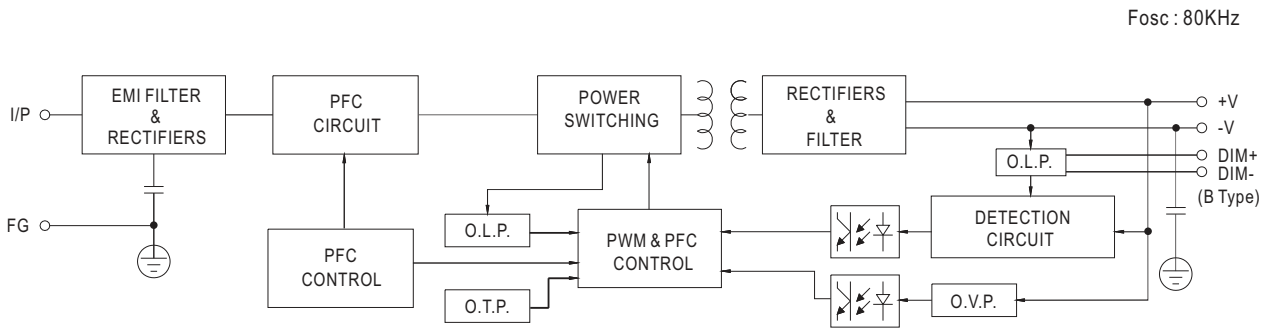 Fosc : 80KHz
I/P
EMI FILTER
&
RECTIFIERS
PFC
CIRCUIT
POWER
SWITCHING
RECTIFIERS
&
FILTER
+V
-V
O.L.P.
DIM+
DIM-
(B Type)
FG
PFC
CONTROL
O.L.P.
O.T.P.
PWM & PFC
CONTROL
DETECTION
CIRCUIT
O.V.P.